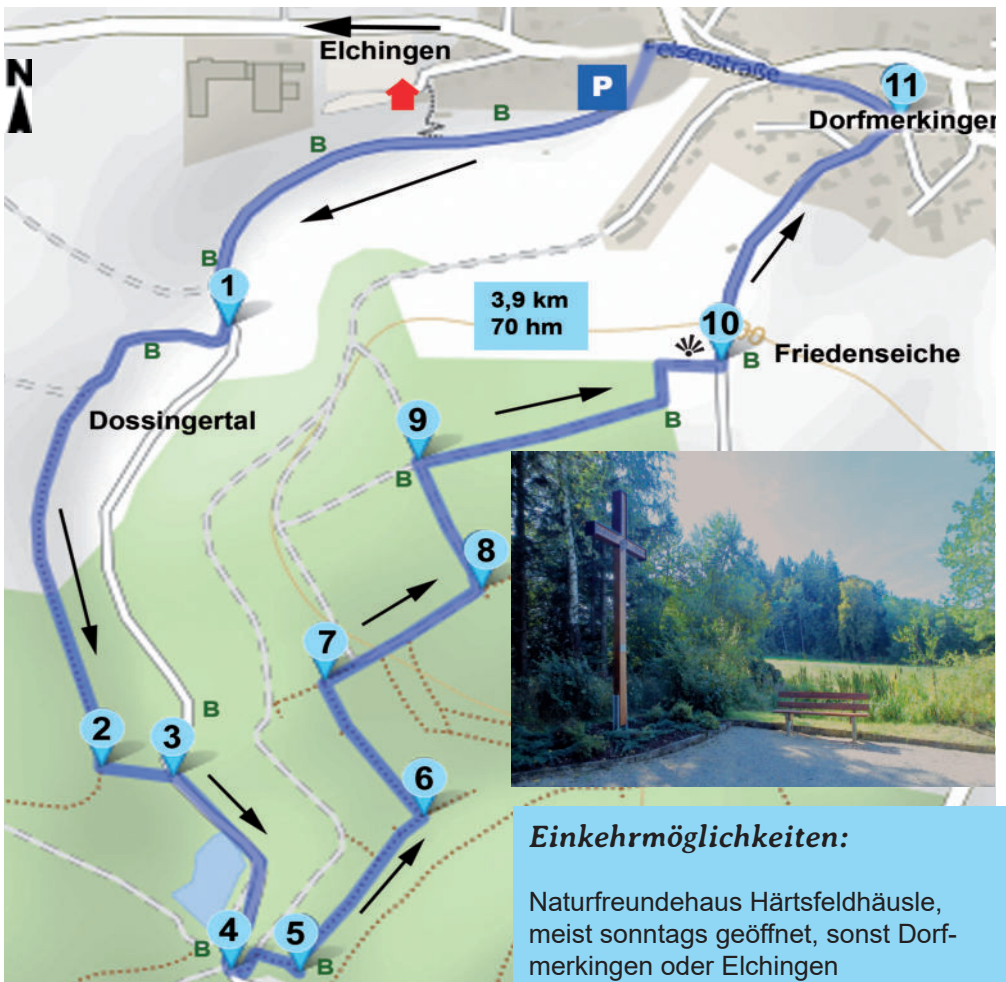 Elchingen
N
Felsenstraße
P
11
Dorfmerkingen
B
B
B
1
3,9 km
70 hm
10
00
B
Friedenseiche
B
Dossingertal
9
B
B
8
7
B
2
3
6
4
5
B
B
Einkehrmöglichkeiten:
Naturfreundehaus Härtsfeldhäusle,
meist sonntags geöffnet, sonst Dorf-
merkingen oder Elchingen